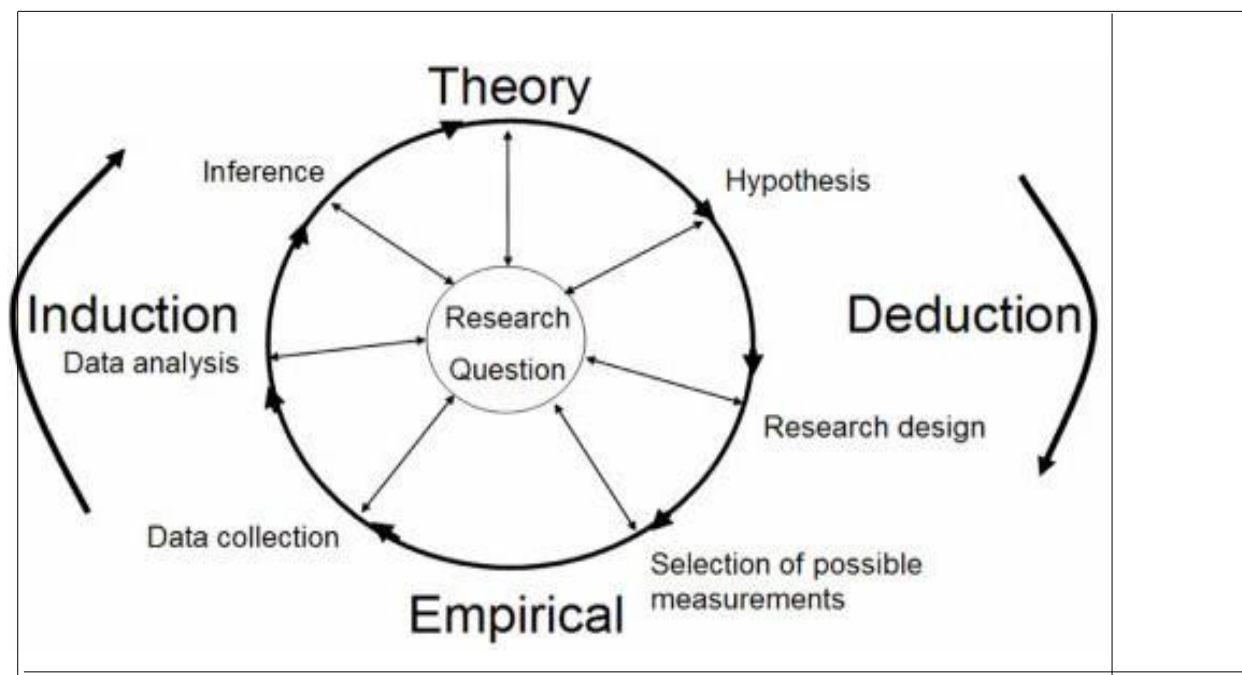 Theory
Inference
Hypothesis
Induction
Research
Question
Deduction
Data analysis
Research design
Data collection
Selection of possible
measurements
Empirical